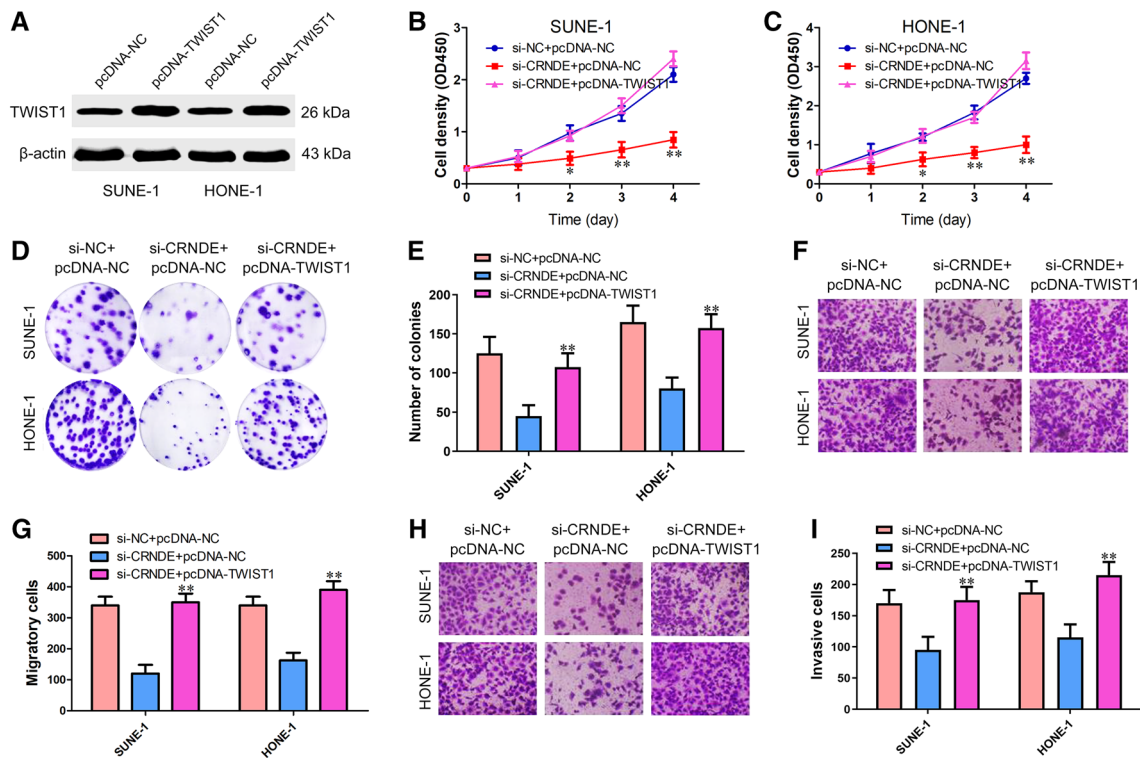 A
pcDNA-NC
pcDNA-TWIST1
pcDNA-NC
pcDNA-TWIST1
TWIST1
26 kDa
β-actin
43 kDa
SUNE-1 HONE-1
B
SUNE-1
si-NC+pcDNA-NC
si-CRNDE+pcDNA-NC
si-CRNDE+pcDNA-TWIST1
Cell density (OD450)
3
2
1
0
0 1 2 3 4
* ** **
Time (day)
C
HONE-1
si-NC+pcDNA-NC
si-CRNDE+pcDNA-NC
si-CRNDE+pcDNA-TWIST1
Cell density (OD450)
4
3
2
1
0
0 1 2 3 4
* ** **
Time (day)
D
si-NC+ si-CRNDE+ si-CRNDE+
pcDNA-NC pcDNA-NC pcDNA-TWIST1
SUNE-1
HONE-1
E
si-NC+pcDNA-NC
si-CRNDE+pcDNA-NC
si-CRNDE+pcDNA-TWIST1
Number of colonies
200
150
100
50
0
** **
SUNE-1 HONE-1
F
si-NC+ si-CRNDE+ si-CRNDE+
pcDNA-NC pcDNA-NC pcDNA-TWIST1
SUNE-1
HONE-1
G
si-NC+pcDNA-NC
si-CRNDE+pcDNA-NC
si-CRNDE+pcDNA-TWIST1
Migratory cells
500
400
300
200
100
0
** **
SUNE-1 HONE-1
H
si-NC+ si-CRNDE+ si-CRNDE+
pcDNA-NC pcDNA-NC pcDNA-TWIST1
SUNE-1
HONE-1
I
si-NC+pcDNA-NC
si-CRNDE+pcDNA-NC
si-CRNDE+pcDNA-TWIST1
Invasive cells
250
200
150
100
50
0
** **
SUNE-1 HONE-1